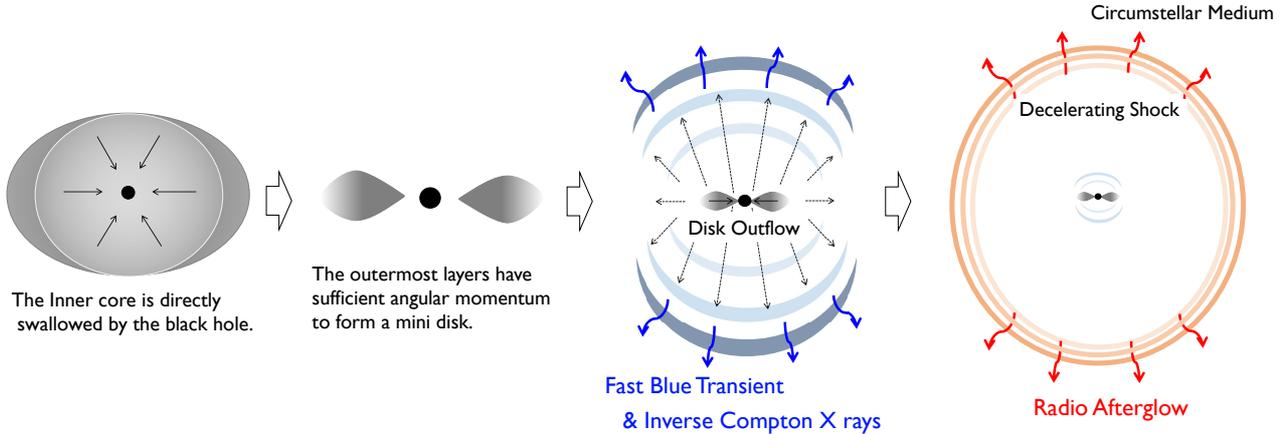 The Inner core is directly
swallowed by the black hole.
The outermost layers have
sufficient angular momentum
to form a mini disk.
Disk Outflow
Fast Blue Transient
& Inverse Compton X rays
Circumstellar Medium
Decelerating Shock
Radio Afterglow